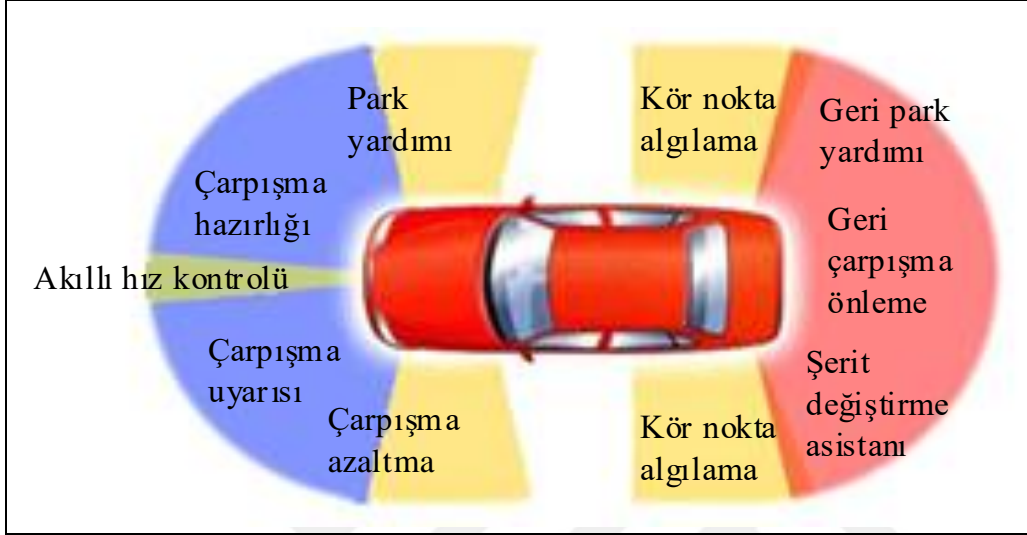 Park
yardımı
Çarpışma
hazırlığı
Akıllı hız kontrolü
Çarpışma
uyarısı
Çarpışma
azaltma
Kör nokta
algılama
Kör nokta
algılama
Geri park
yardımı
Geri
çarpışma
önleme
Şerit
değiştirme
asistanı